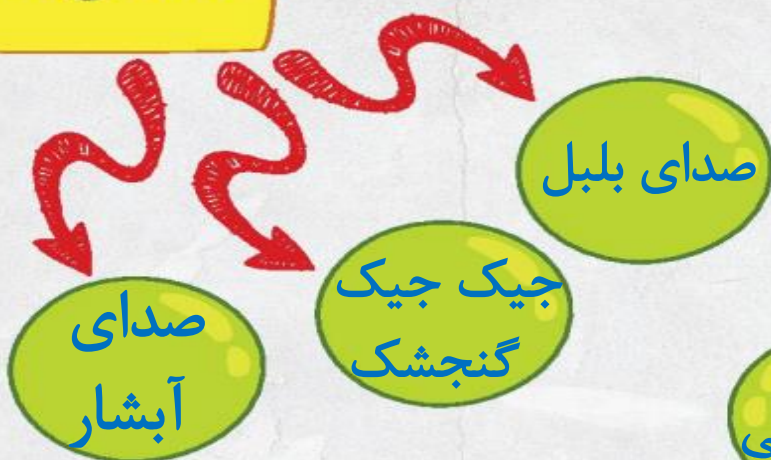 صدای بلبل
جیک جیک
گنجشک
صدای
آبشار